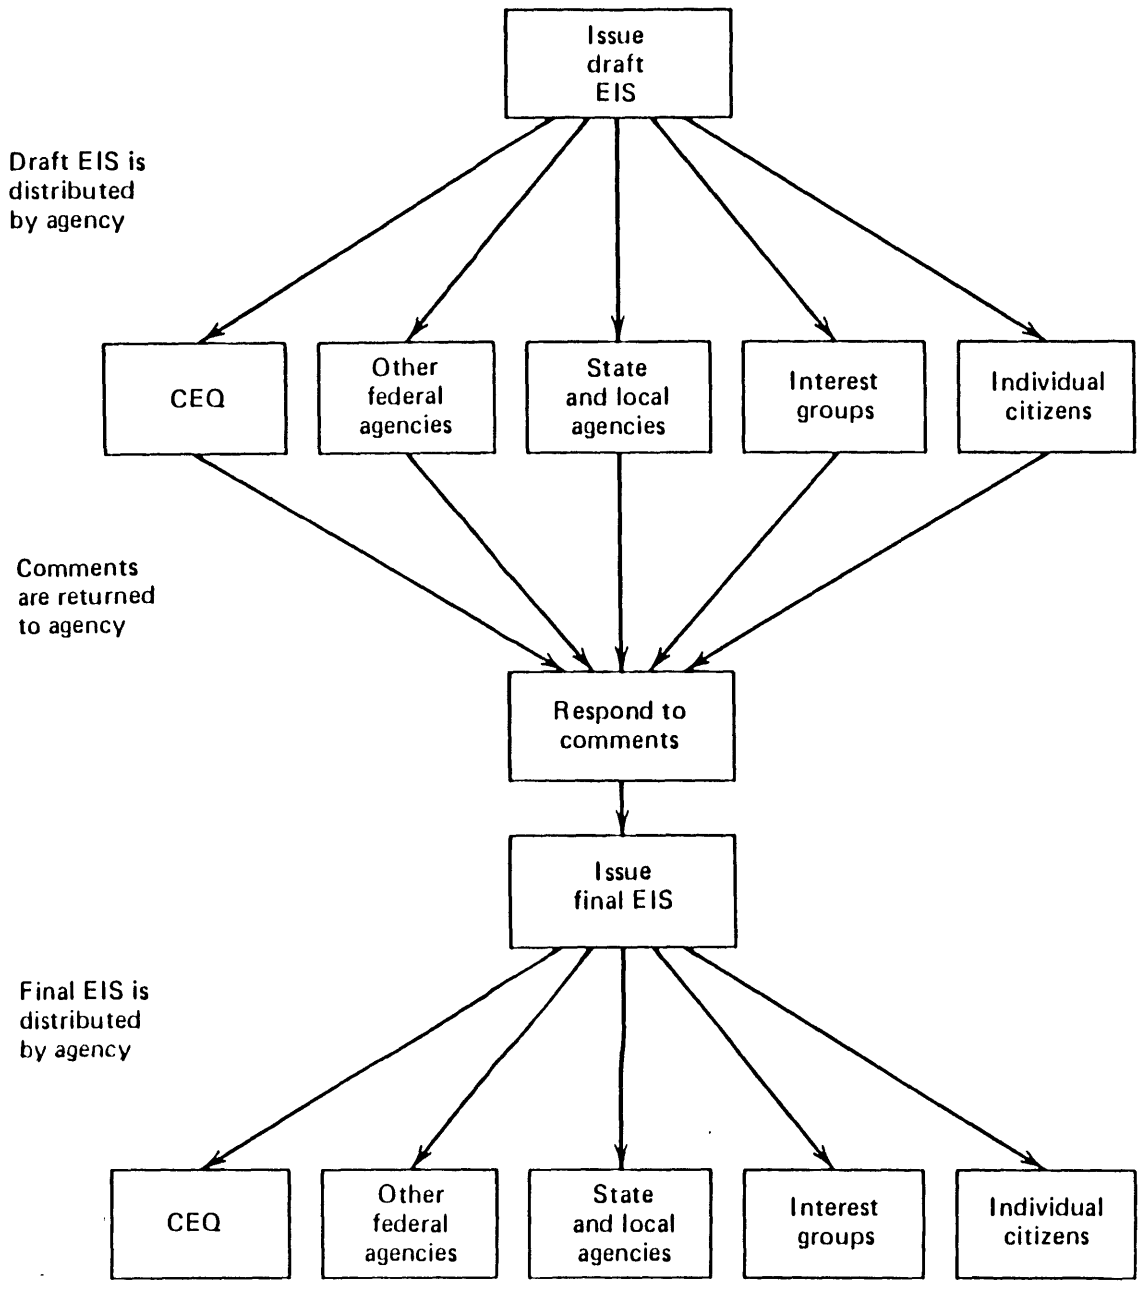 Issue
draft
EIS
Draft EIS is
distributed
by agency
CEQ
Other
federal
agencies
State
and local
agencies
Interest
groups
Individual
citizens
Comments
are returned
to agency
Respond to
comments
Issue
final EIS
Final EIS is
distributed
by agency
CEQ
Other
federal
agencies
State
and local
agencies
Interest
groups
Individual
citizens